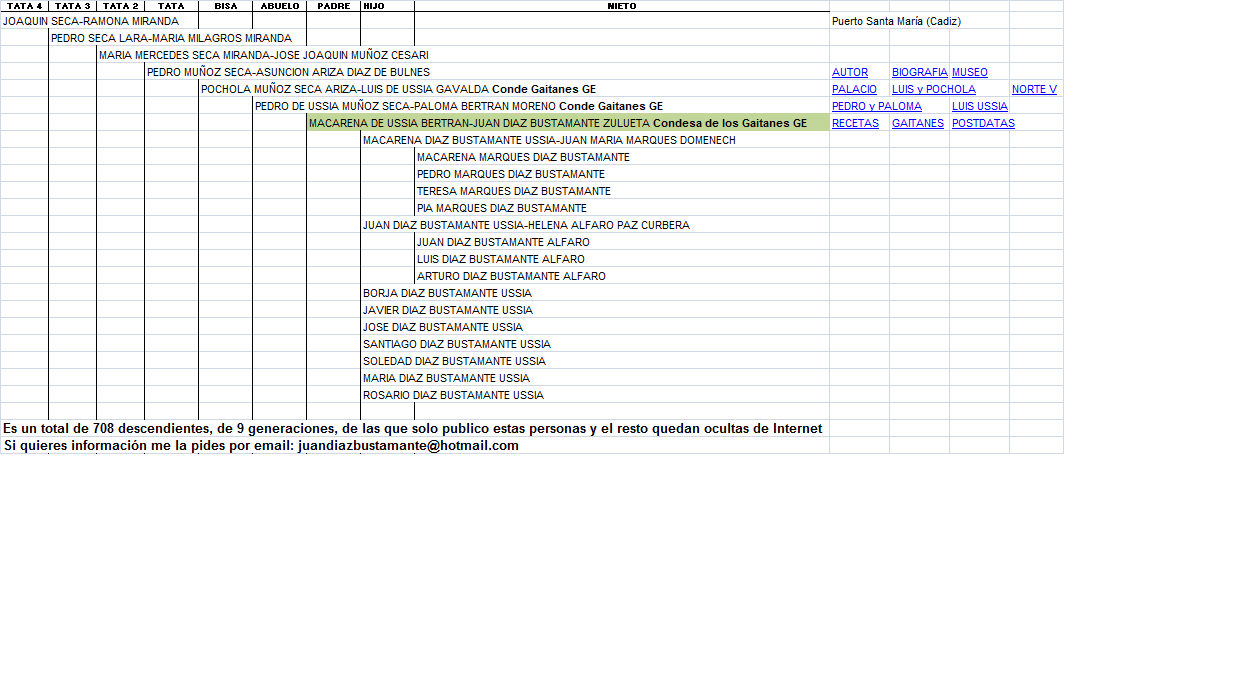 TATA 4 TATA 3 TATA 2 TATA BISA ABUELO PADRE HIJO NIETO
JOAQUIN SECA-RAMONA MIRANDA Puerto Santa María (Cadiz)
PEDRO SECA LARA-MARIA MILAGROS MIRANDA
MARIA MERCEDES SECA MIRANDA-JOSE JOAQUIN MUÑOZ CESARI
PEDRO MUÑOZ SECA-ASUNCION ARIZA DIAZ DE BULNES AUTOR BIOGRAFIA MUSEO
POCHOLA MUÑOZ SECA ARIZA-LUIS DE USSIA GAVALDA Conde Gaitanes GE PALACIO LUIS y POCHOLA NORTE V
PEDRO DE USSIA MUÑOZ SECA-PALOMA BERTRAN MORENO Conde Gaitanes GE PEDRO y PALOMA LUIS USSIA
MACARENA DE USSIA BERTRAN-JUAN DIAZ BUSTAMANTE ZULUETA Condesa de los Gaitanes GE RECETAS GAITANES POSTDATAS
MACARENA DIAZ BUSTAMANTE USSIA-JUAN MARIA MARQUES DOMENECH
MACARENA MARQUES DIAZ BUSTAMANTE
PEDRO MARQUES DIAZ BUSTAMANTE
TERESA MARQUES DIAZ BUSTAMANTE
PIA MARQUES DIAZ BUSTAMANTE
JUAN DIAZ BUSTAMANTE USSIA-HELENA ALFARO PAZ CURBERA
JUAN DIAZ BUSTAMANTE ALFARO
LUIS DIAZ BUSTAMANTE ALFARO
ARTURO DIAZ BUSTAMANTE ALFARO
BORJA DIAZ BUSTAMANTE USSIA
JAVIER DIAZ BUSTAMANTE USSIA
JOSE DIAZ BUSTAMANTE USSIA
SANTIAGO DIAZ BUSTAMANTE USSIA
SOLEDAD DIAZ BUSTAMANTE USSIA
MARIA DIAZ BUSTAMANTE USSIA
ROSARIO DIAZ BUSTAMANTE USSIA
Es un total de 708 descendientes, de 9 generaciones, de las que solo publico estas personas y el resto quedan ocultas de Internet
Si quieres información me la pides por email: juandiazbustamante@hotmail.com